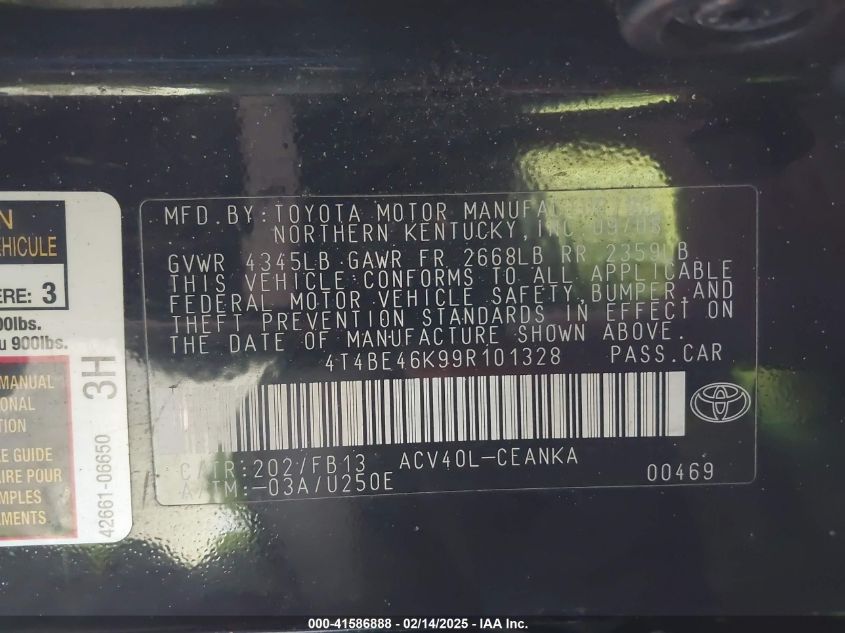 N
EHICULE
ERE: 3
00lbs.
u 900lbs.
MANUAL
ONAL
TION
E GUIDE
AIRE POUR
MPLES
EMENTS
3H
42661-06650
MFD.BY:TOYOTA MOTOR
NORTHERN KENTUCKY,INC. 09/08
GVWR 4345LB GAWR FR 2668LB RR 2359LB
THIS VEHICLE CONFORMS TO ALL APPLICABLE
FEDERAL MOTOR VEHICLE SAFETY,BUMPER,AND
THEFT PREVENTION STANDARDS IN EFFECT ON
THE DATE OF MANUFACTURE SHOWN ABOVE.
4T4BE46K99R101328 PASS.CAR
C/TR:202/FB13 ACV40L-CEANKA
A/TM:-03A/U250E 00469
000-41586888 - 02/14/2025 - IAA Inc.